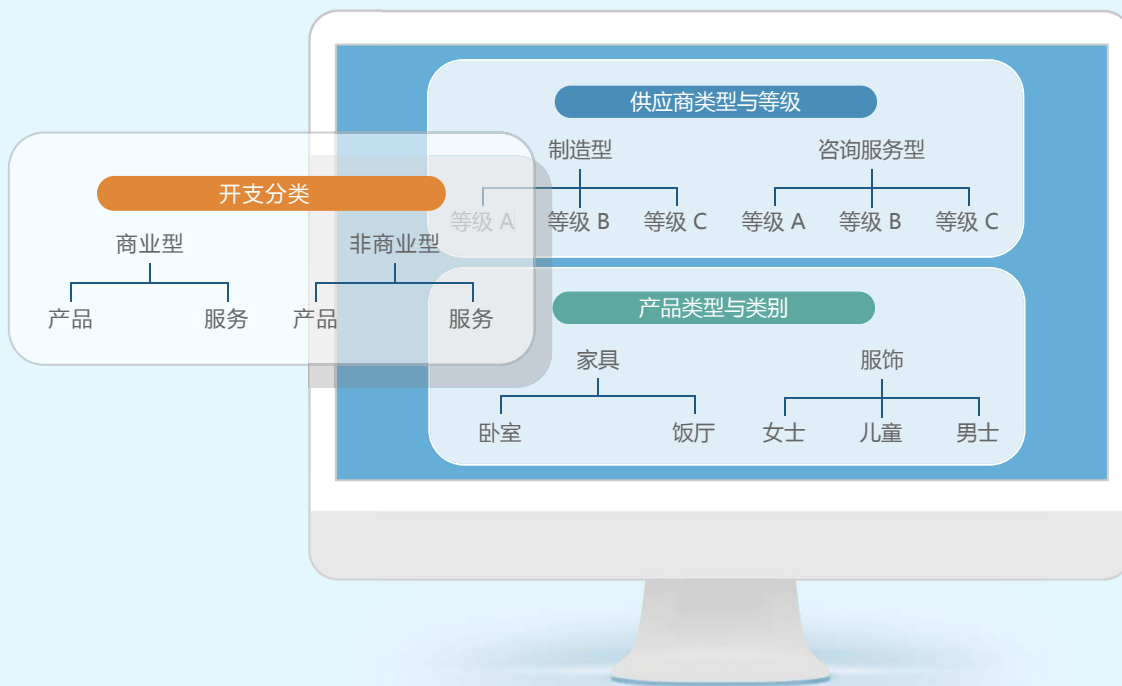 供应商类型与等级
制造型
咨询服务型
等级 A
等级 B
等级 C
等级 A
等级 B
等级 C
开支分类
商业型
非商业型
产品
服务
产品
服务
产品类型与类别
家具
服饰
卧室
饭厅
女士
儿童
男士